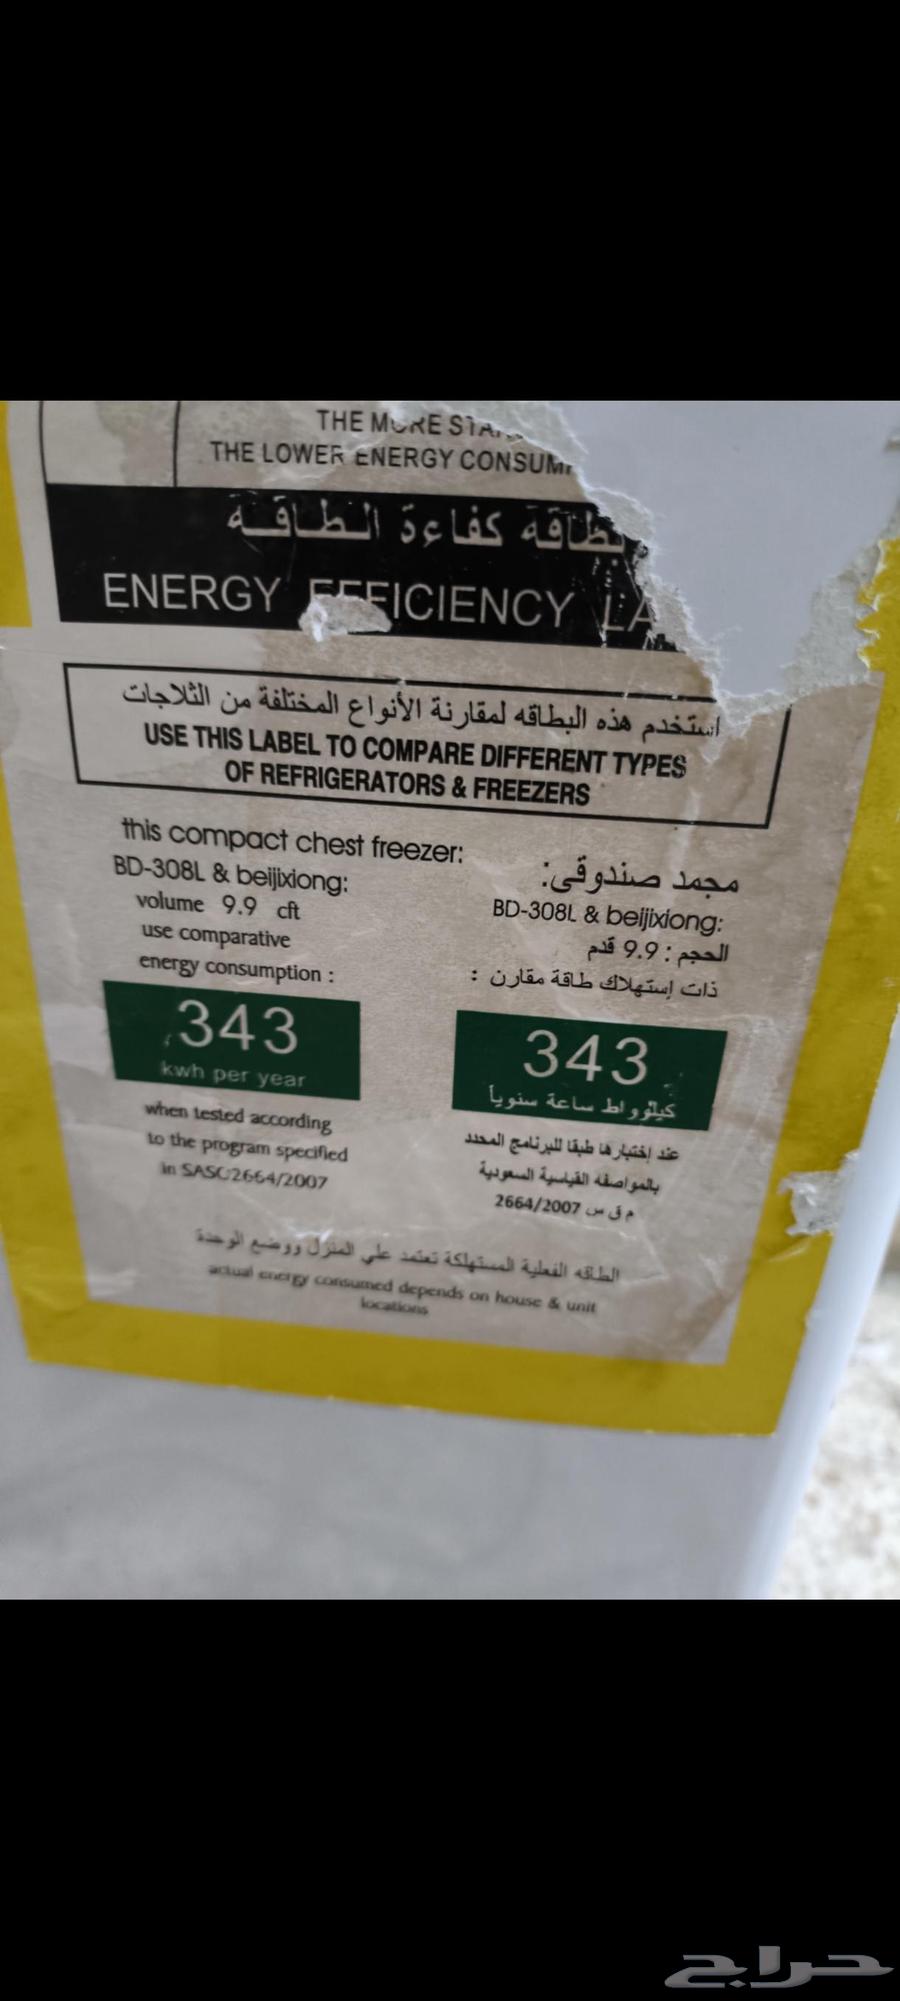 THE MORE STA
THE LOWER ENERGY CONSUM
بطاقة كفاءة الطاقة
ENERGY EFFICIENCY LA
استخدم هذه البطاقه لمقارنة الأنواع المختلفة من الثلاجات
USE THIS LABEL TO COMPARE DIFFERENT TYPES
OF REFRIGERATORS & FREEZERS
this compact chest freezer:
BD-308L & beijixiong:
volume 9.9 cft
use comparative
energy consumption :
343
kwh per year
when tested according
to the program specified
in SASO2664/2007
مجمد صندوقى:
BD-308L & beijixiong:
الحجم : 9.9 قدم
ذات إستهلاك طاقة مقارن :
343
كيلوواط ساعة سنوياً
عند إختبارها طبقا للبرنامج المحدد
بالمواصفه القياسية السعودية
م ق س 2664/2007
الطاقه الفعلية المستهلكة تعتمد علي المنزل ووضع الوحدة
actual energy consumed depends on house & unit
locations
حراج